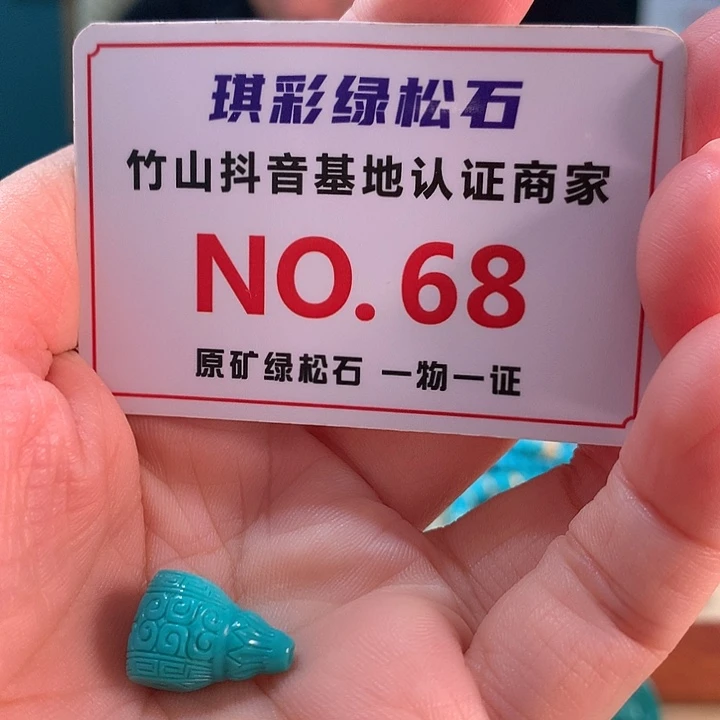 琪彩绿松石
竹山抖音基地认证商家
NO. 68
原矿绿松石 一物一证